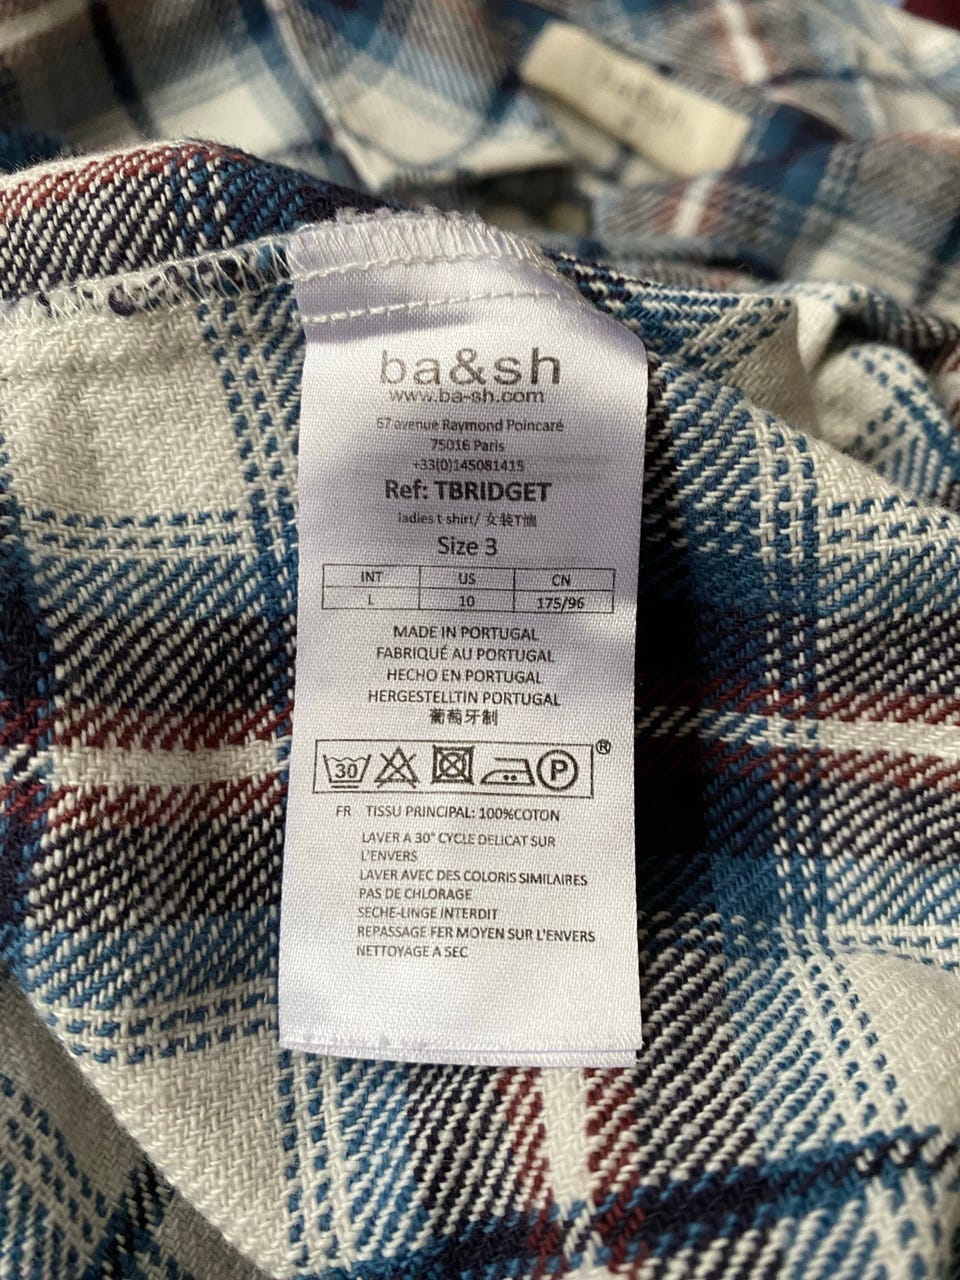 ba&sh
ba&sh
www.ba-sh.com
67 avenue Raymond Poincaré
75016 Paris
+33(0)145081415
Ref: TBRIDGET
ladies t-shirt/ 女装T恤
Size 3
INT US CN
L 10 175/96
MADE IN PORTUGAL
FABRIQUÉ AU PORTUGAL
HECHO EN PORTUGAL
HERGESTELLTIN PORTUGAL
葡萄牙制
30 P ®
FR TISSU PRINCIPAL: 100%COTON
LAVER A 30° CYCLE DELICAT SUR
L'ENVERS
LAVER AVEC DES COLORIS SIMILAIRES
PAS DE CHLORAGE
SECHE-LINGE INTERDIT
REPASSAGE FER MOYEN SUR L'ENVERS
NETTOYAGE A SEC